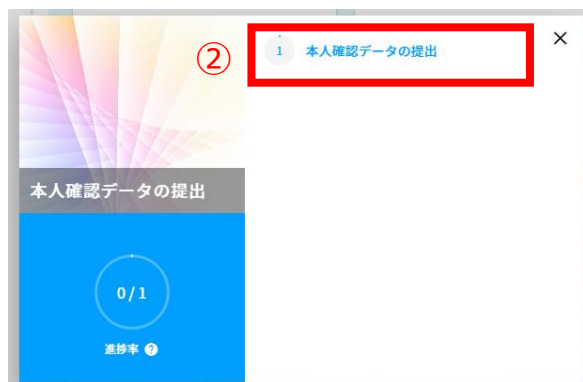 ②
1 本人確認データの提出
×
本人確認データの提出
0/1
進捗率 ?